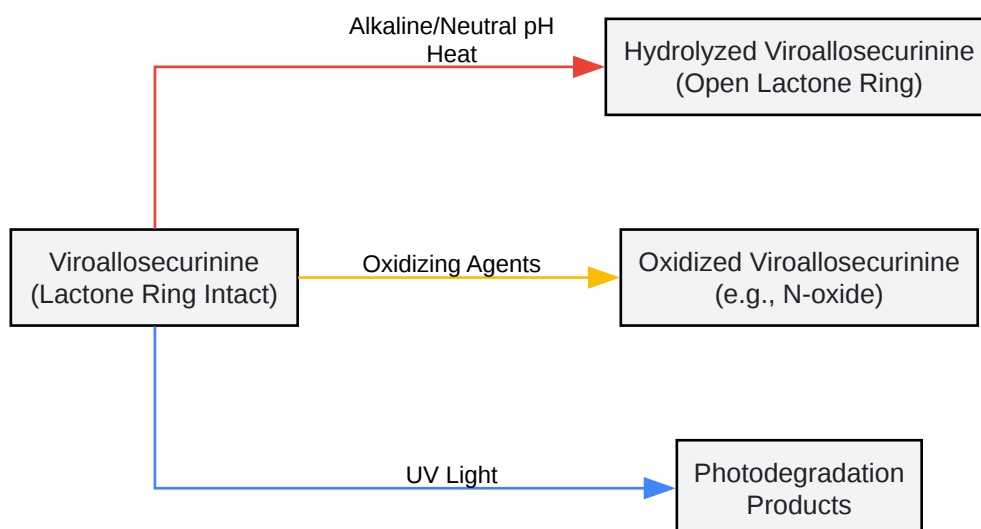 Alkaline/Neutral pH
Heat
Hydrolyzed Viroallosecurinine
(Open Lactone Ring)
Viroallosecurinine
(Lactone Ring Intact)
Oxidizing Agents
Oxidized Viroallosecurinine
(e.g., N-oxide)
UV Light
Photodegradation
Products